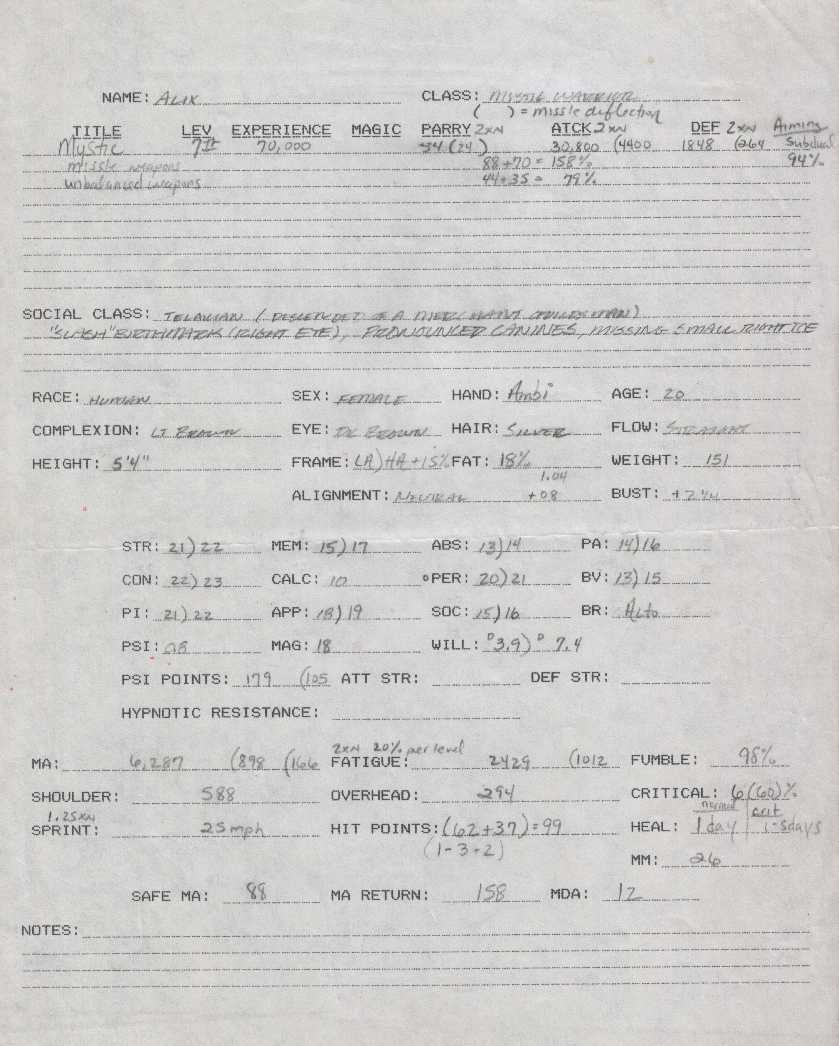 NAME: ALIX CLASS: MYSTIC WARRIOR
( ) = missle deflection
TITLE LEV EXPERIENCE MAGIC PARRY 2xN ATCK 2xN DEF 2xN Aiming
Mystic 7th 70,000 34 (24) 30,800 (4400 1848 (264 Subdual
missle weapons 88+70 = 158% 94%
unbalanced weapons 44+35 = 79%
SOCIAL CLASS: TELAWIAN / DESCENDED OF A MERCHANT (GUILDSMAN)
"SLASH" BIRTHMARK (RIGHT EYE), PRONOUNCED CANINES, MISSING SMALL RIGHT TOE
RACE: HUMAN SEX: FEMALE HAND: Ambi AGE: 20
COMPLEXION: LT BROWN EYE: DK BROWN HAIR: SILVER FLOW: STRAIGHT
HEIGHT: 5'4" FRAME: (LA) HA +15% FAT: 18% WEIGHT: 151
1.04
ALIGNMENT: NEUTRAL +08 BUST:
STR: 21) 22 MEM: 15) 17 ABS: 13) 14 PA: 14) 16
CON: 22) 23 CALC: 10 °PER: 20) 21 BV: 13) 15
PI: 21) 22 APP: 18) 19 SOC: 15) 16 BR: Alto
PSI: 08 MAG: 18 WILL: °3.9) ° 7.4
PSI POINTS: 179 (105 ATT STR: DEF STR:
HYPNOTIC RESISTANCE:
2xN 20% per level
MA: 6,287 (898 (166 FATIGUE: 2429 (1012 FUMBLE: 98%
SHOULDER: 588 OVERHEAD: 294 CRITICAL: 6(60)%
1.25xN normal crit
SPRINT: 25 mph HIT POINTS: (62+37) = 99 HEAL: 1 day 1-5days
(1-3+2)
MM: 26
SAFE MA: 88 MA RETURN: 158 MDA: 12
NOTES: